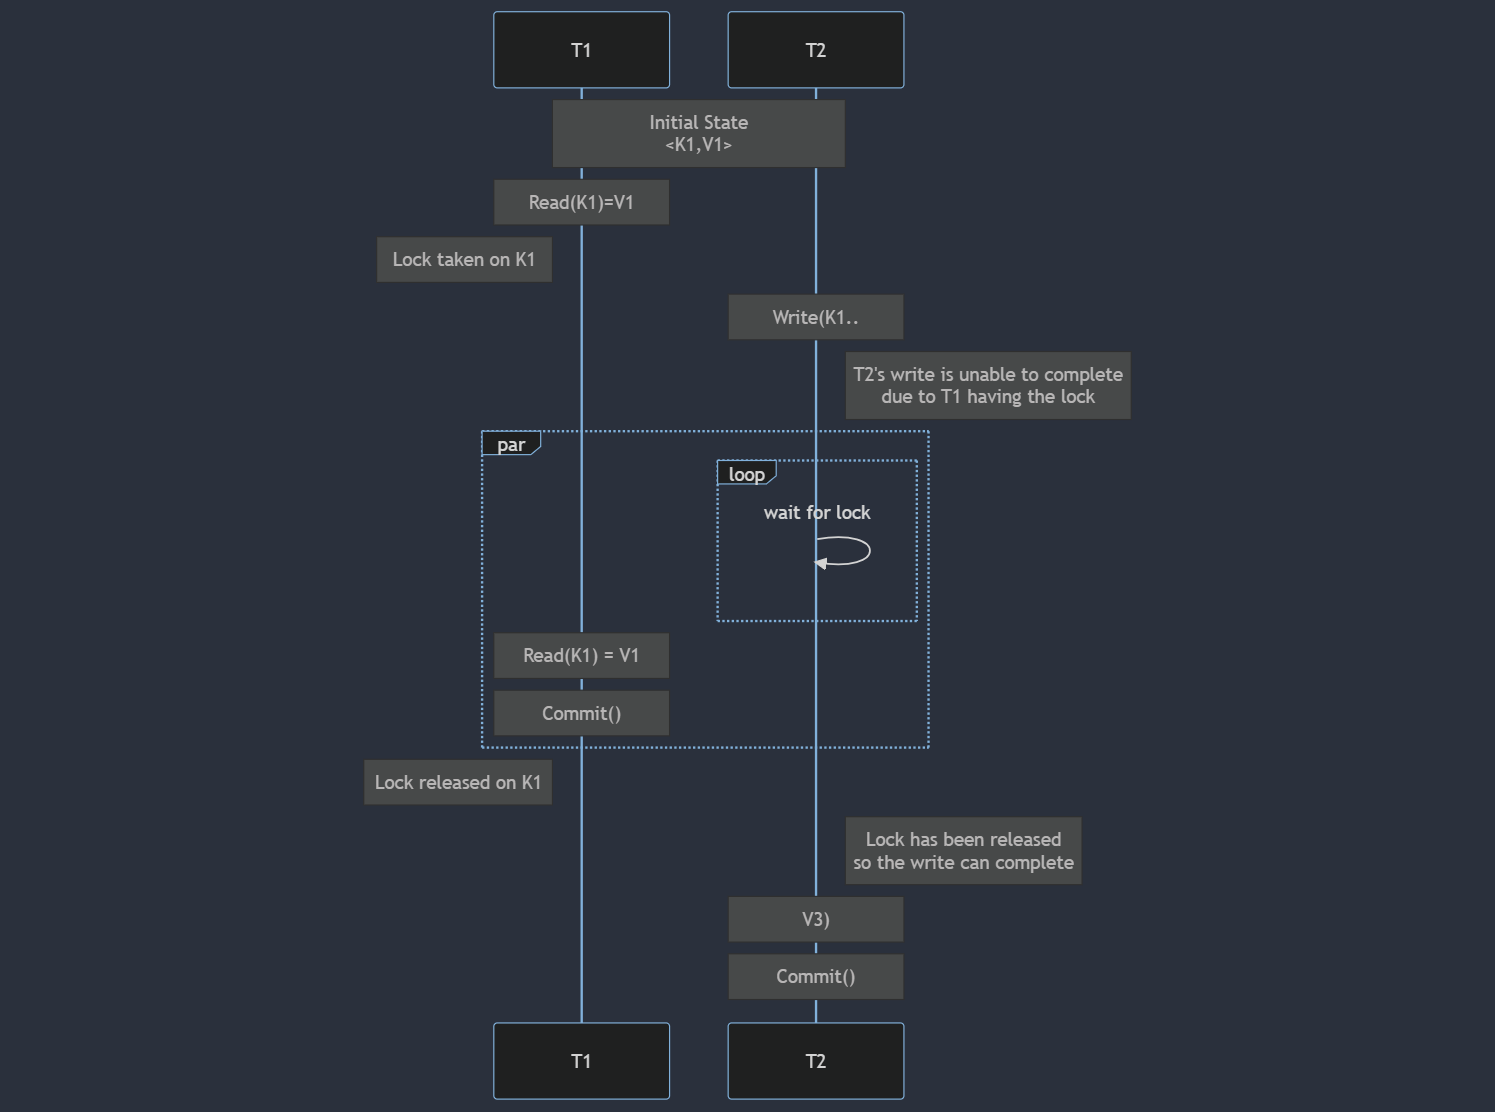 T1
T2
Initial State
<K1,V1>
Read(K1)=V1
Lock taken on K1
Write(K1..
T2's write is unable to complete
due to T1 having the lock
par
loop
wait for lock
Read(K1) = V1
Commit()
Lock released on K1
Lock has been released
so the write can complete
V3)
Commit()
T1
T2